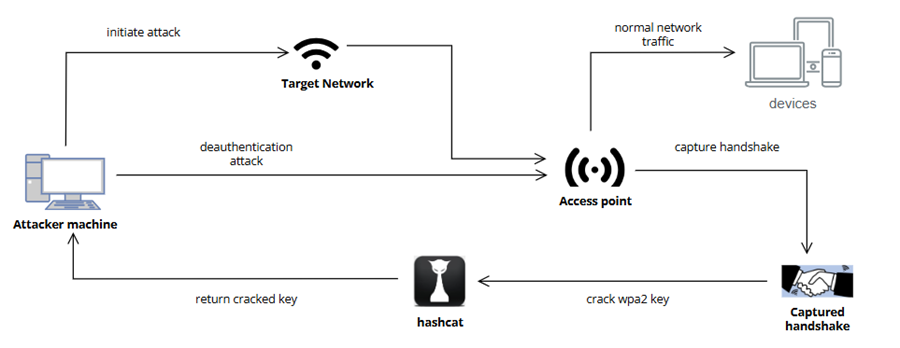 initiate attack
normal network
traffic
Target Network
devices
deauthentication
attack
capture handshake
Access point
Attacker machine
return cracked key
crack wpa2 key
hashcat
Captured
handshake